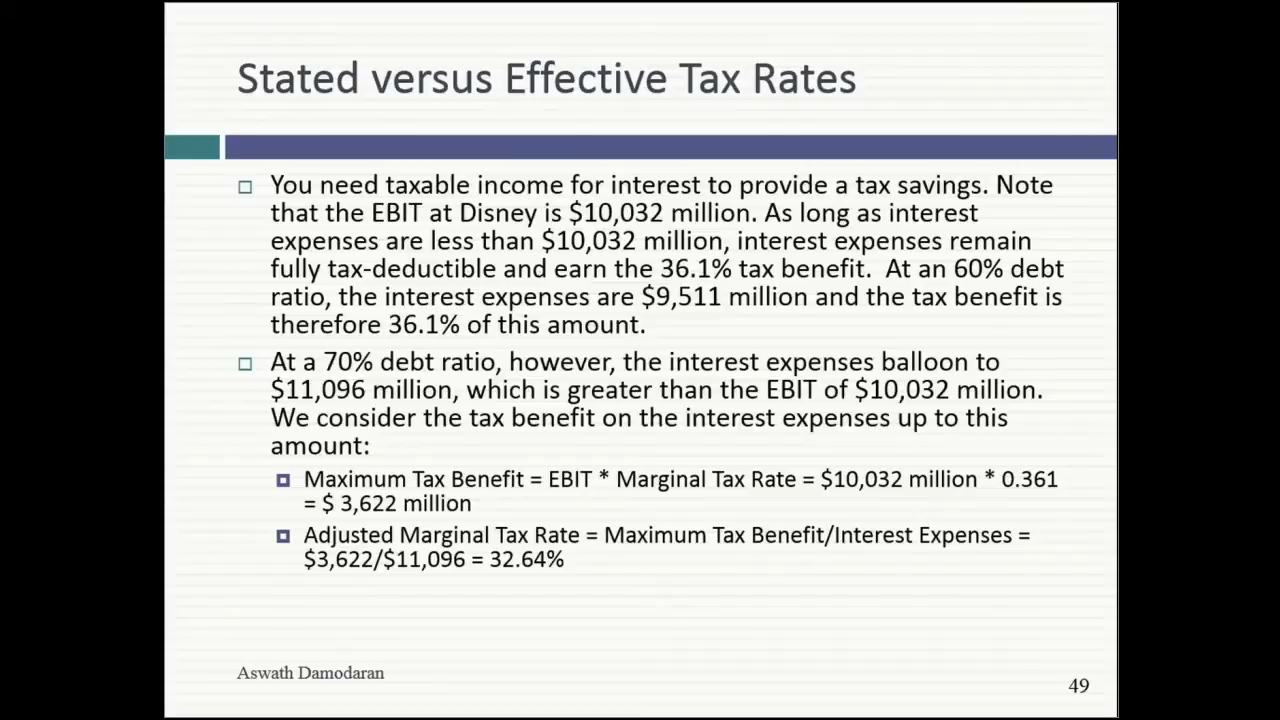 Stated versus Effective Tax Rates
You need taxable income for interest to provide a tax savings. Note
that the EBIT at Disney is $10,032 million. As long as interest
expenses are less than $10,032 million, interest expenses remain
fully tax-deductible and earn the 36.1% tax benefit. At an 60% debt
ratio, the interest expenses are $9,511 million and the tax benefit is
therefore 36.1% of this amount.
At a 70% debt ratio, however, the interest expenses balloon to
$11,096 million, which is greater than the EBIT of $10,032 million.
We consider the tax benefit on the interest expenses up to this
amount:
Maximum Tax Benefit = EBIT * Marginal Tax Rate = $10,032 million * 0.361
= $ 3,622 million
Adjusted Marginal Tax Rate = Maximum Tax Benefit/Interest Expenses =
$3,622/$11,096 = 32.64%
Aswath Damodaran
49